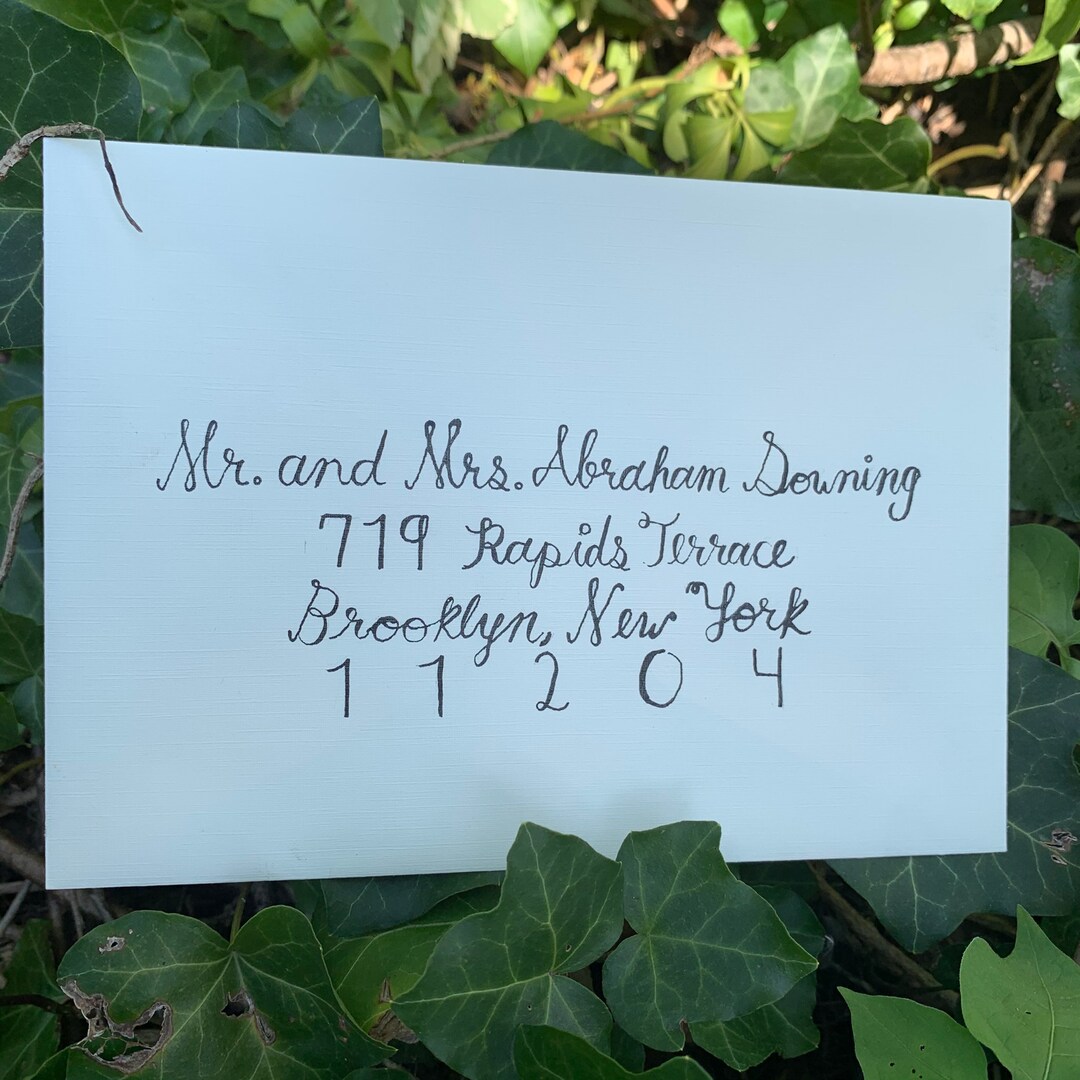 Mr. and Mrs. Abraham Downing
719 Rapids Terrace
Brooklyn, New York
1 1 2 0 4